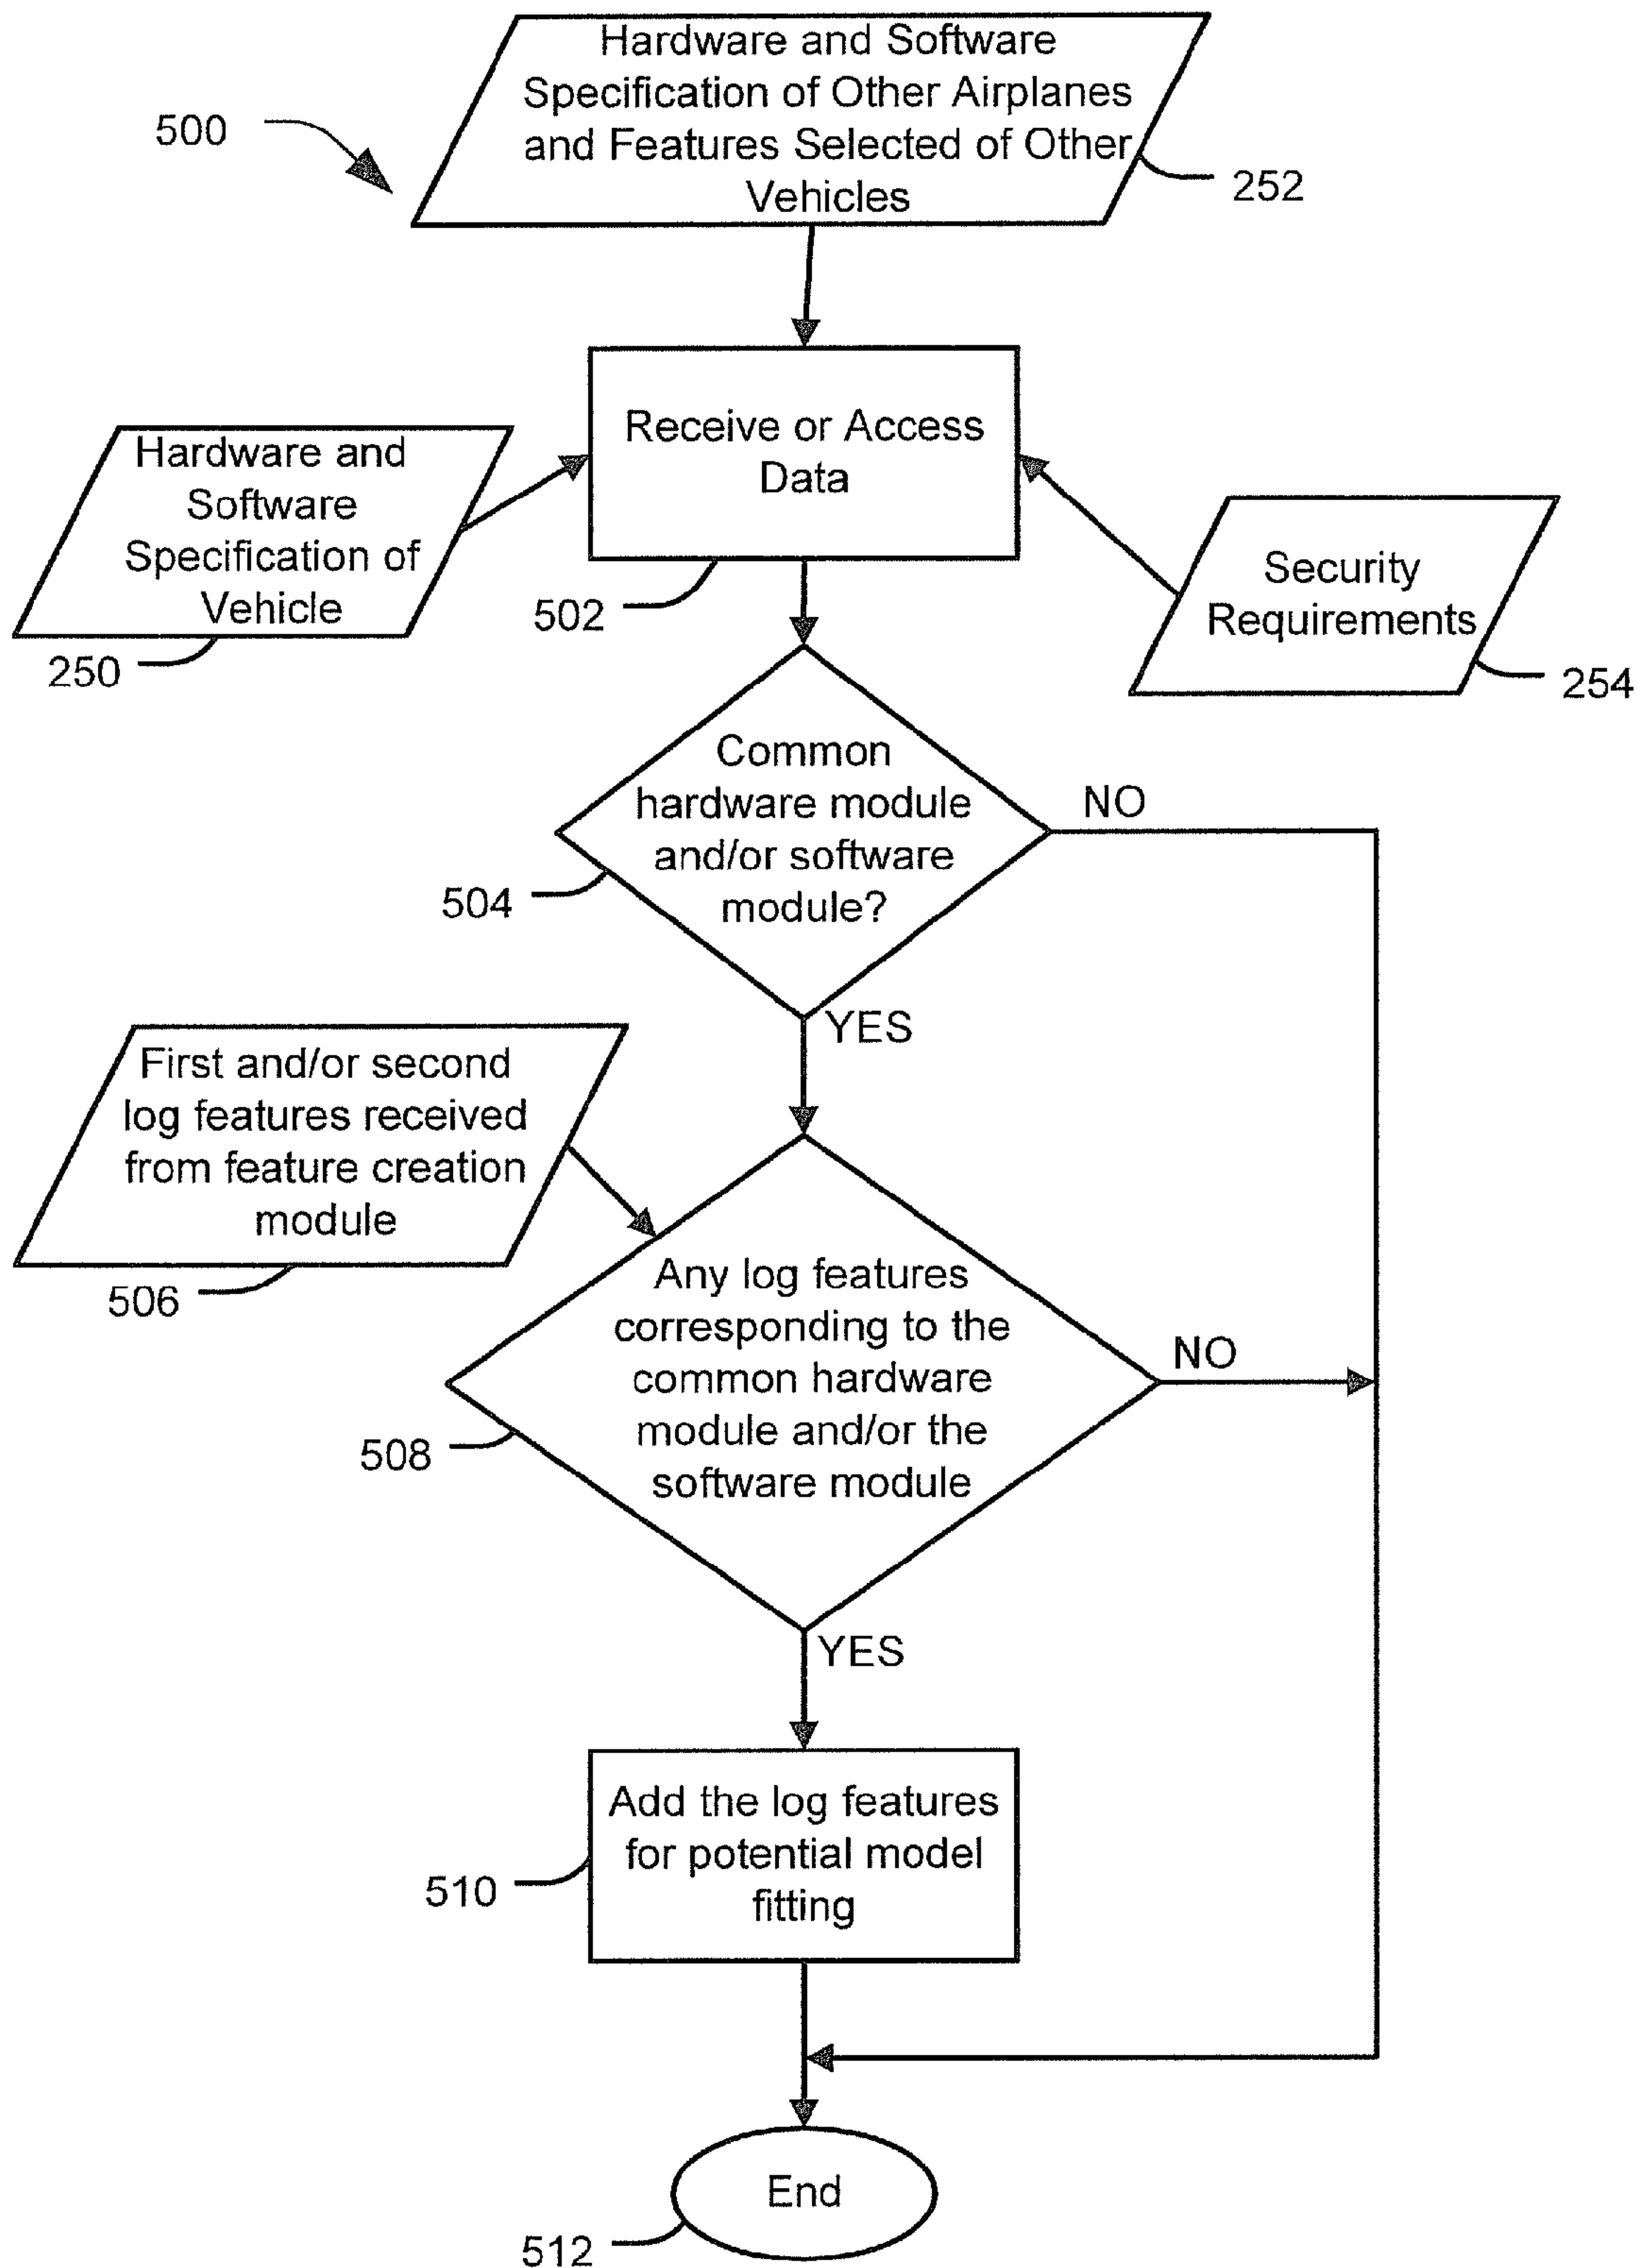 Hardware and Software
Specification of Other Airplanes
and Features Selected of Other
Vehicles
500
252
Receive or Access
Data
Hardware and
Software
Specification of
Vehicle
250
502
Security
Requirements
254
Common
hardware module
and/or software
module?
504
NO
YES
First and/or second
log features received
from feature creation
module
506
Any log features
corresponding to the
common hardware
module and/or the
software module
508
NO
YES
Add the log features
for potential model
fitting
510
End
512